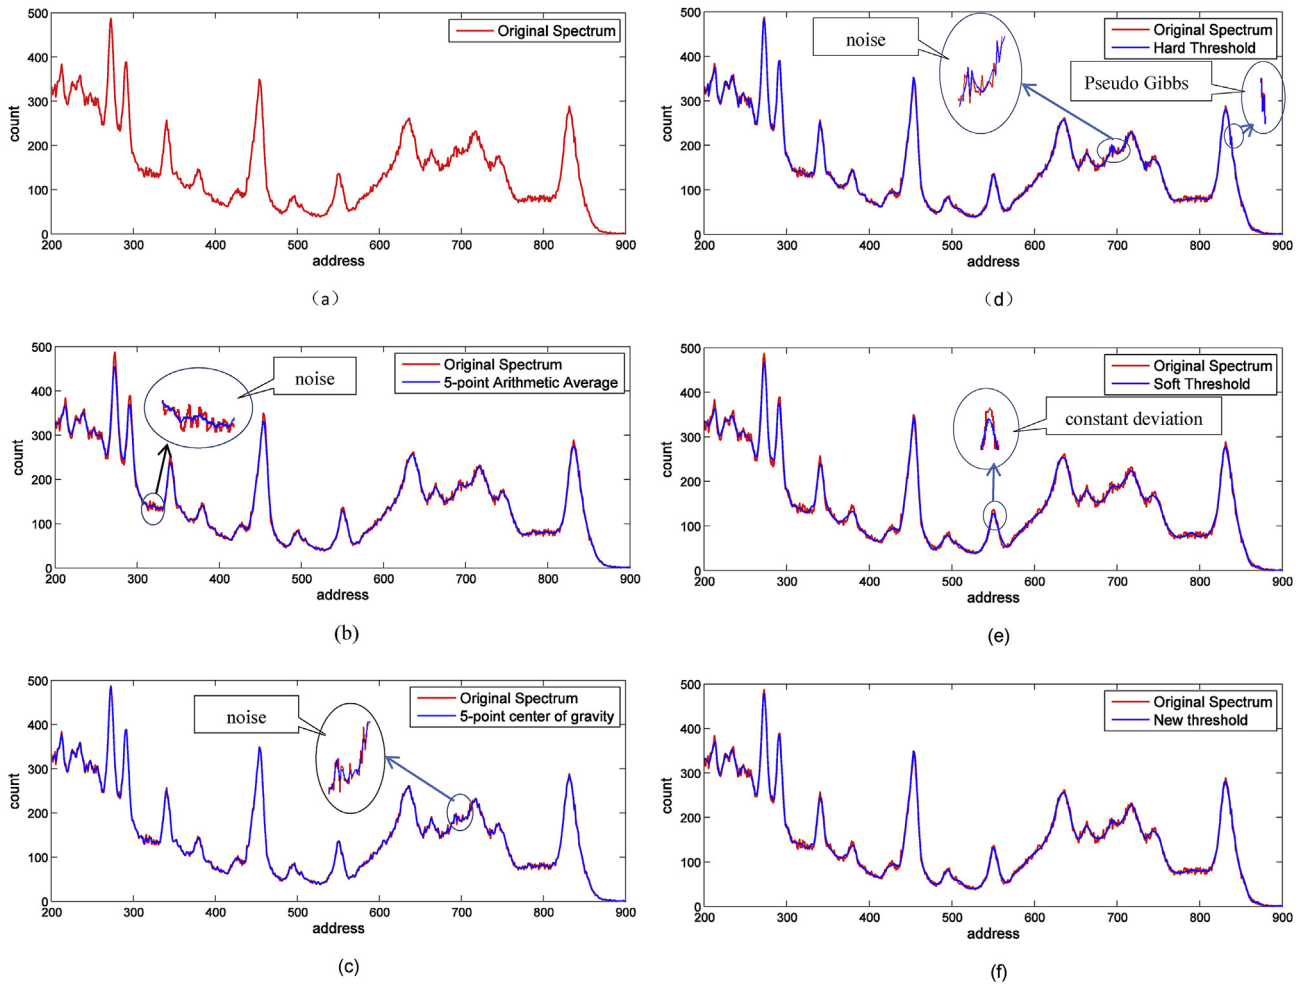 500
400
300
200
100
0
count
Original Spectrum
200 300 400 500 600 700 800 900
address
（a）
500
400
300
200
100
0
count
noise
Original Spectrum
5-point Arithmetic Average
200 300 400 500 600 700 800 900
address
(b)
500
400
300
200
100
0
count
noise
Original Spectrum
5-point center of gravity
200 300 400 500 600 700 800 900
address
(c)
500
400
300
200
100
0
count
noise
Original Spectrum
Hard Threshold
Pseudo Gibbs
200 300 400 500 600 700 800 900
address
（d）
500
400
300
200
100
0
count
Original Spectrum
Soft Threshold
constant deviation
200 300 400 500 600 700 800 900
address
(e)
500
400
300
200
100
0
count
Original Spectrum
New threshold
200 300 400 500 600 700 800 900
address
(f)